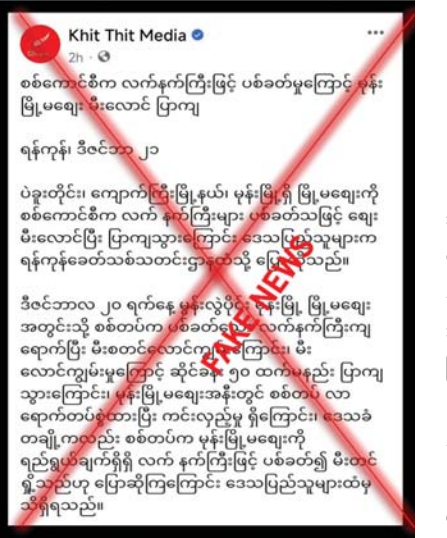 Khit Thit Media
2h
စစ်ကောင်စီက လက်နက်ကြီးဖြင့် ပစ်ခတ်မှုကြောင့် မုန်း
မြို့မစျေး မီးလောင် ပြာကျ
ရန်ကုန်၊ ဒီဇင်ဘာ ၂၁
ပဲခူးတိုင်း၊ ကျောက်ကြီးမြို့နယ်၊ မုန်းမြို့ရှိ မြို့မစျေးကို
စစ်ကောင်စီက လက် နက်ကြီးများ ပစ်ခတ်သဖြင့် စျေး
မီးလောင်ပြီး ပြာကျသွားကြောင်း ဒေသပြည်သူများက
ရန်ကုန်ခေတ်သစ်သတင်းဌာနထံသို့ ပြောဆိုသည်။
ဒီဇင်ဘာလ ၂၀ ရက်နေ့ မွန်းလွဲပိုင်း မုန်းမြို့ မြို့မစျေး
အတွင်းသို့ စစ်တပ်က ပစ်ခတ်သော လက်နက်ကြီးကျ
ရောက်ပြီး မီးစတင်လောင်ကျွမ်းကြောင်း၊ မီး
လောင်ကျွမ်းမှုကြောင့် ဆိုင်ခန်း ၅၀ ထက်မနည်း ပြာကျ
သွားကြောင်း၊ မုန်းမြို့မစျေးအနီးတွင် စစ်တပ် လာ
ရောက်တပ်စွဲထားပြီး ကင်းလှည့်မှု ရှိကြောင်း၊ ဒေသခံ
တချို့ကလည်း စစ်တပ်က မုန်းမြို့မစျေးကို
ရည်ရွယ်ချက်ရှိရှိ လက် နက်ကြီးဖြင့် ပစ်ခတ်၍ မီးတင်
ရှို့သည်ဟု ပြောဆိုကြကြောင်း ဒေသပြည်သူများထံမှ
သိရှိရသည်။
FAKE NEWS